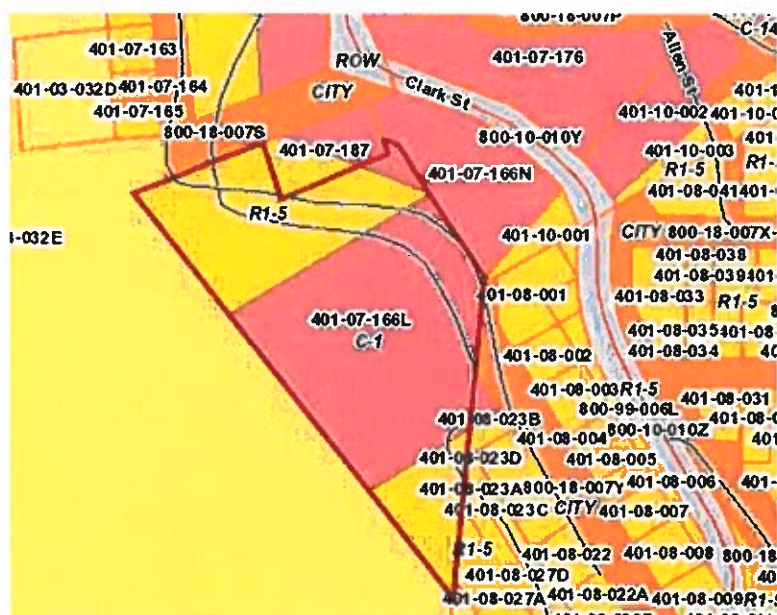 800-18-007P
C-14
401-07-163
ROW
401-07-176
Allen St
401-03-032D
401-07-164
CITY
Clark St
401-07-165
401-10-002
800-18-007S
800-10-010Y
401-07-187
401-10-003
401-07-166N
R1-5
401-08-041
R1-5
401-10-001
CITY
800-18-007X
-032E
401-08-038
401-08-039
401-08-001
401-08-033
R1-5
401-07-166L
C-1
401-08-035
401-08-002
401-08-034
401-08-003
R1-5
401-08-031
800-99-006L
401-08-023B
800-10-010Z
401-08-004
401-08-023D
401-08-005
401-08-023A
800-18-007Y
401-08-006
401-08-023C
CITY
401-08-007
R1-5
401-08-022
401-08-008
800-18
401-08-027D
401-08-027A
401-08-022A
401-08-009